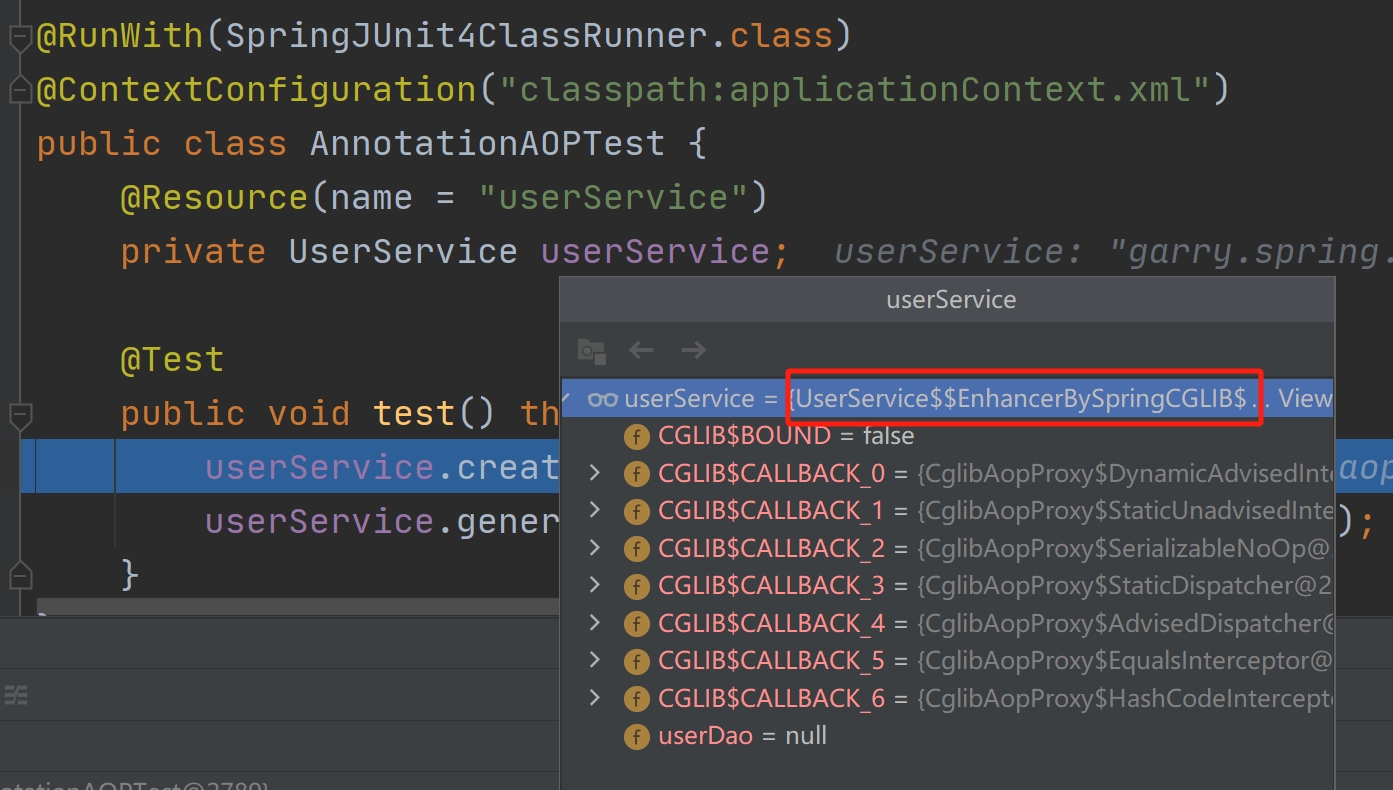 @RunWith(SpringJUnit4ClassRunner.class)
@ContextConfiguration("classpath:applicationContext.xml")
public class AnnotationAOPTest {
@Resource(name = "userService")
private UserService userService; userService: "garry.spring.
userService
@Test
userService = {UserService$$EnhancerBySpringCGLIB$... View
public void test() th
CGLIB$BOUND = false
userService.creat
aop
CGLIB$CALLBACK_0 = {CglibAopProxy$DynamicAdvisedInte
CGLIB$CALLBACK_1 = {CglibAopProxy$StaticUnadvisedInte
userService.gener
);
CGLIB$CALLBACK_2 = {CglibAopProxy$SerializableNoOp@
}
CGLIB$CALLBACK_3 = {CglibAopProxy$StaticDispatcher@2
CGLIB$CALLBACK_4 = {CglibAopProxy$AdvisedDispatcher@
CGLIB$CALLBACK_5 = {CglibAopProxy$EqualsInterceptor@
CGLIB$CALLBACK_6 = {CglibAopProxy$HashCodeIntercepto
userDao = null
otationAOPTest@2789}